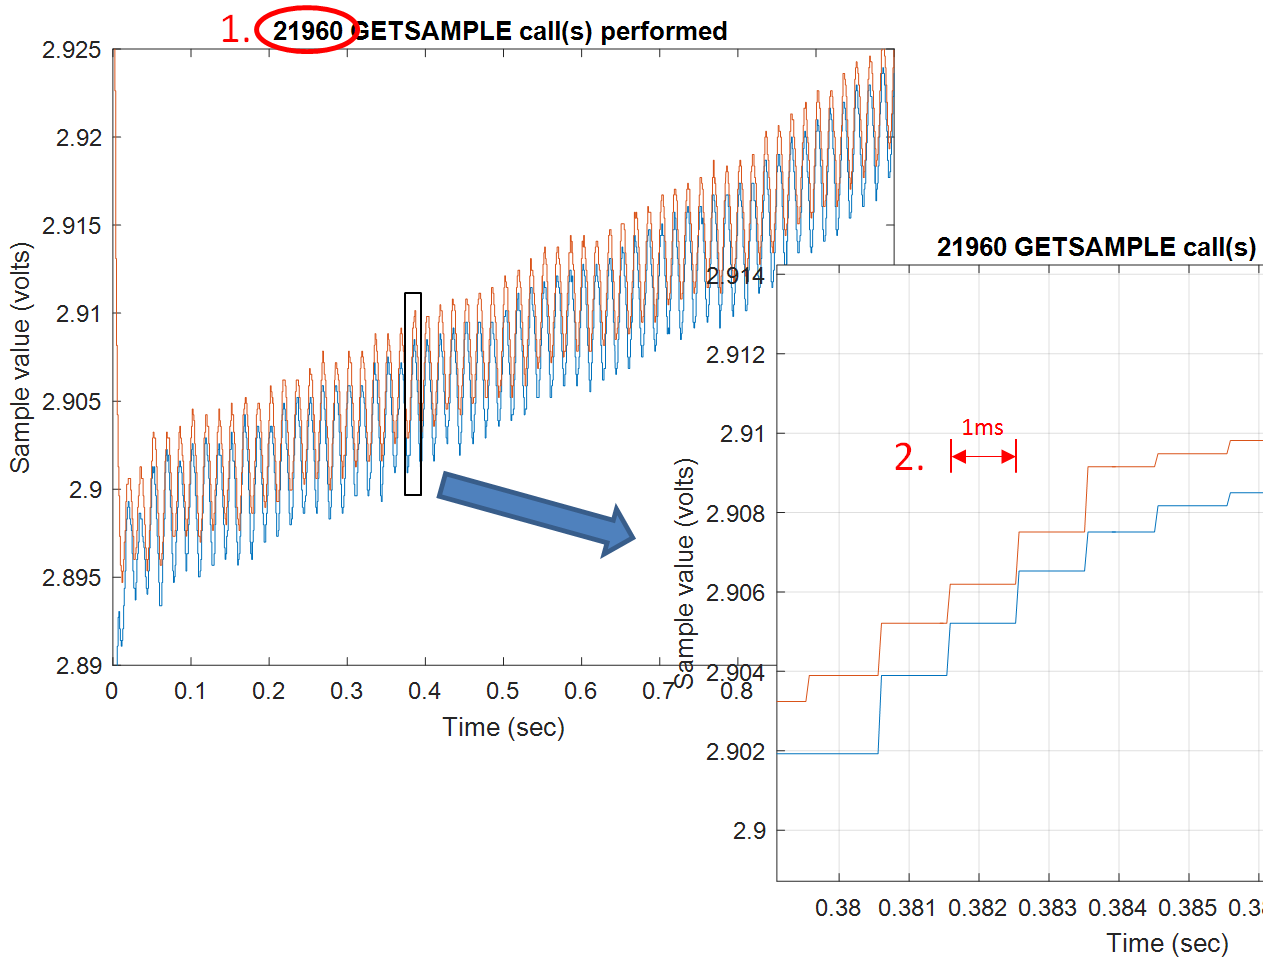 1. 21960 GETSAMPLE call(s) performed
2.925
2.92
2.915
2.91
2.905
2.9
2.895
2.89
0 0.1 0.2 0.3 0.4 0.5 0.6 0.7 0.8
Time (sec)
Sample value (volts)
21960 GETSAMPLE call(s)
2.914
2.912
2.91
2.908
2.906
2.904
2.902
2.9
2. 1ms
0.38 0.381 0.382 0.383 0.384 0.385
Time (sec)
Sample value (volts)